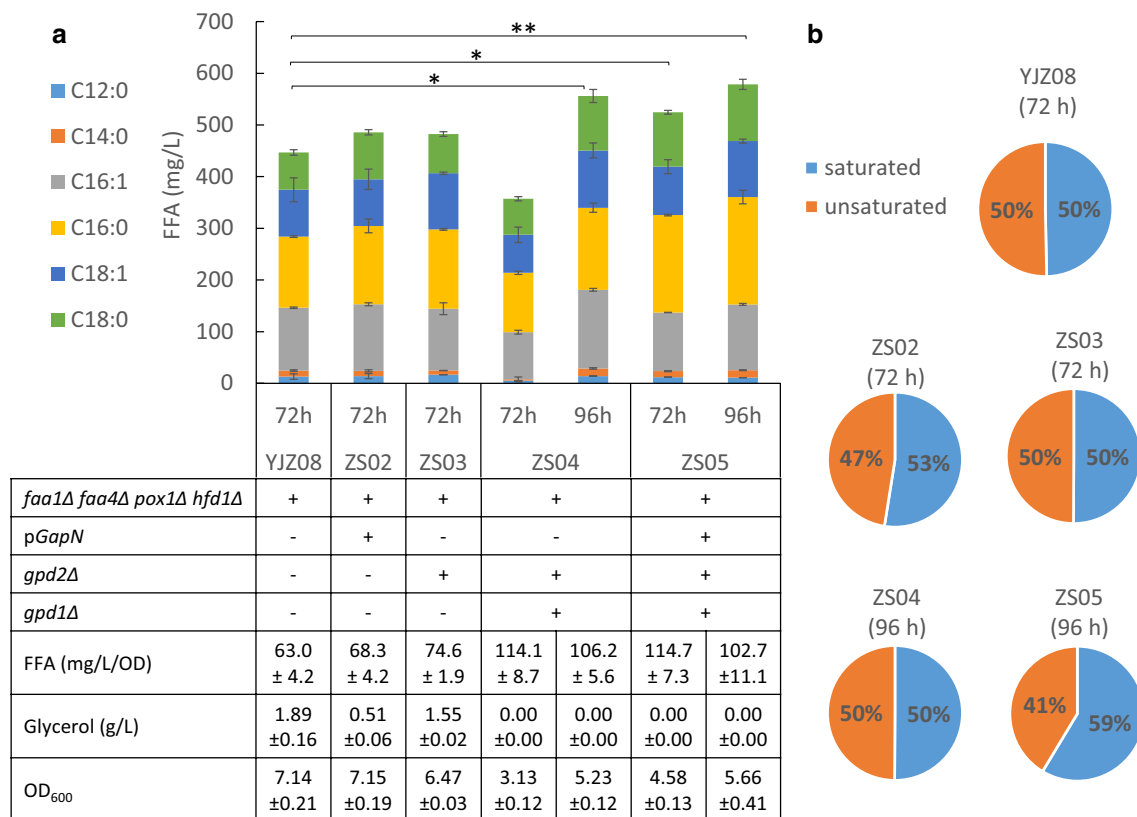 a
700
600
500
400
300
200
100
0
FFA (mg/L)
C12:0
C14:0
C16:1
C16:0
C18:1
C18:0
**
*
*
72h 72h 72h 72h 96h 72h 96h
YJZ08 ZS02 ZS03 ZS04 ZS05
faa1Δ faa4Δ pox1Δ hfd1Δ + + + + +
pGapN - + - - +
gpd2Δ - - + + +
gpd1Δ - - - + +
FFA (mg/L/OD) 63.0 68.3 74.6 114.1 106.2 114.7 102.7
± 4.2 ± 4.2 ± 1.9 ± 8.7 ± 5.6 ± 7.3 ±11.1
Glycerol (g/L) 1.89 0.51 1.55 0.00 0.00 0.00 0.00
±0.16 ±0.06 ±0.02 ±0.00 ±0.00 ±0.00 ±0.00
OD600 7.14 7.15 6.47 3.13 5.23 4.58 5.66
±0.21 ±0.19 ±0.03 ±0.12 ±0.12 ±0.13 ±0.41
b
saturated
unsaturated
YJZ08
(72 h)
50% 50%
ZS02
(72 h)
47% 53%
ZS03
(72 h)
50% 50%
ZS04
(96 h)
50% 50%
ZS05
(96 h)
41% 59%